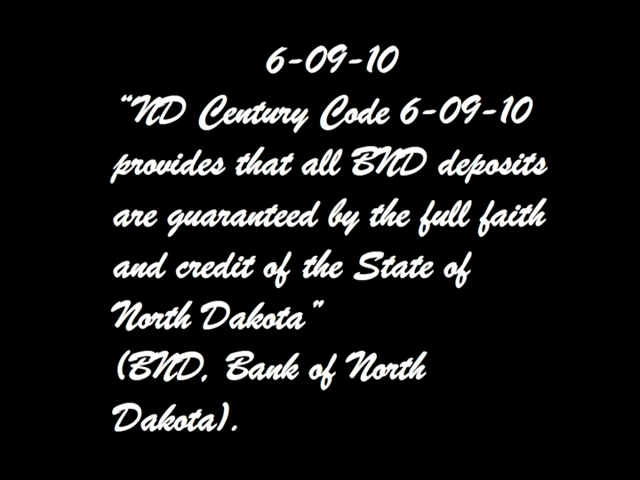 6-09-10
"ND Century Code 6-09-10
provides that all BND deposits
are guaranteed by the full faith
and credit of the State of
North Dakota"
(BND, Bank of North
Dakota).